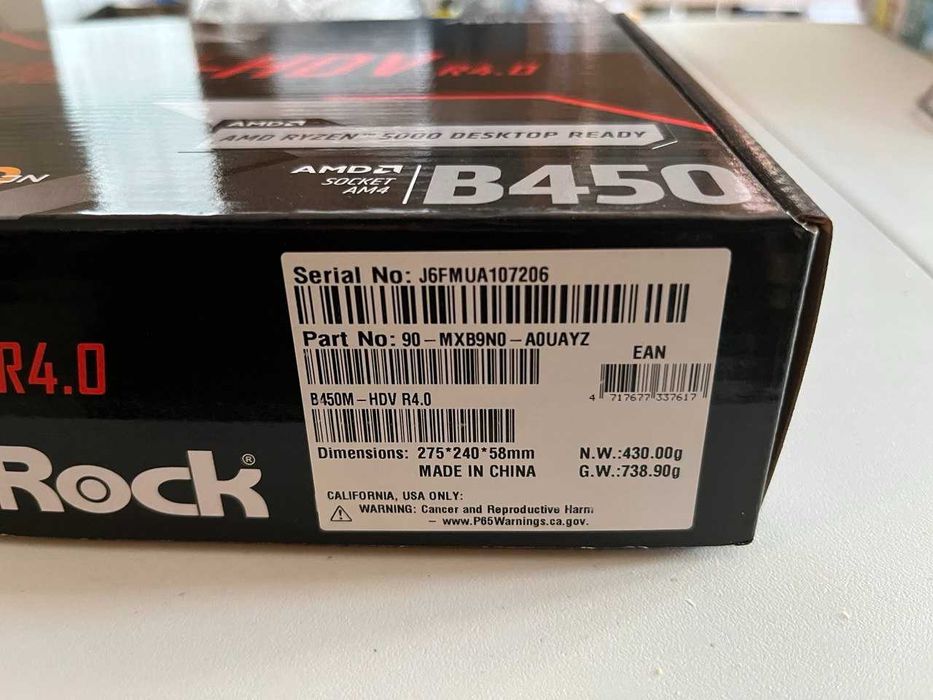 -HDV R4.0
AMD
AMD RYZEN™ 5000 DESKTOP READY
AMD
SOCKET
AM4
B450
R4.0
Rock®
Serial No: J6FMUA107206
Part No: 90-MXB9N0-A0UAYZ
EAN
4 717677 337617
B450M-HDV R4.0
Dimensions: 275*240*58mm
N.W.:430.00g
MADE IN CHINA
G.W.:738.90g
CALIFORNIA, USA ONLY:
WARNING: Cancer and Reproductive Harm
- www.P65Warnings.ca.gov.